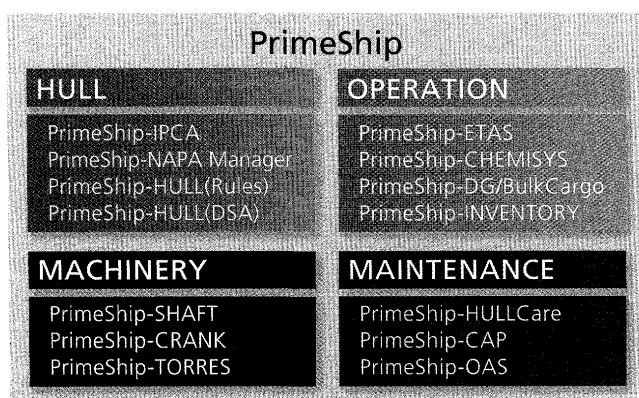 PrimeShip
HULL
PrimeShip-IPCA
PrimeShip-NAPA Manager
PrimeShip-HULL(Rules)
PrimeShip-HULL(DSA)
OPERATION
PrimeShip-ETAS
PrimeShip-CHEMISYS
PrimeShip-DG/BulkCargo
PrimeShip-INVENTORY
MACHINERY
PrimeShip-SHAFT
PrimeShip-CRANK
PrimeShip-TORRES
MAINTENANCE
PrimeShip-HULLCare
PrimeShip-CAP
PrimeShip-OAS